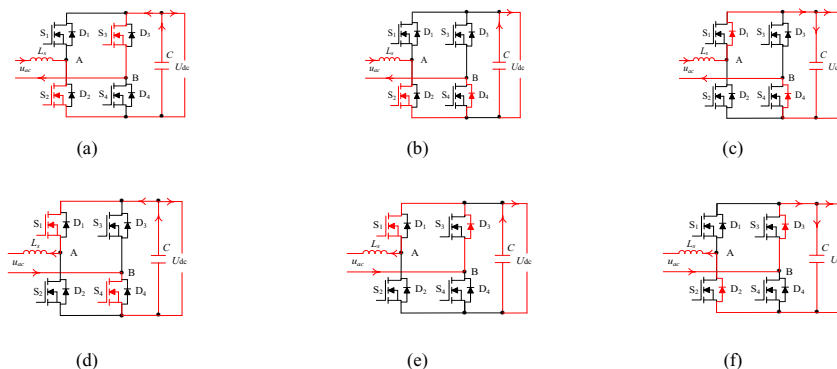 S1 D1 S3 D3
Ls A C Udc
uac B
S2 D2 S4 D4
(a)
S1 D1 S3 D3
Ls A C Udc
uac B
S2 D2 S4 D4
(b)
S1 D1 S3 D3
Ls A C Udc
uac B
S2 D2 S4 D4
(c)
S1 D1 S3 D3
Ls A C Udc
uac B
S2 D2 S4 D4
(d)
S1 D1 S3 D3
Ls A C Udc
uac B
S2 D2 S4 D4
(e)
S1 D1 S3 D3
Ls A C Udc
uac B
S2 D2 S4 D4
(f)